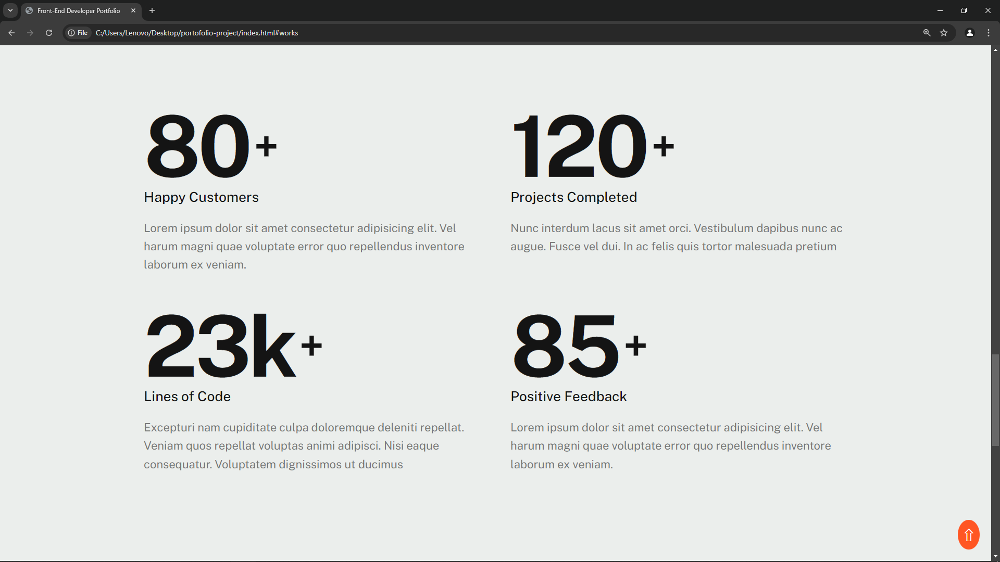 Front-End Developer Portfolio
File C:/Users/Lenovo/Desktop/portofolio-project/index.html#works
80+
Happy Customers
Lorem ipsum dolor sit amet consectetur adipisicing elit. Vel
harum magni quae voluptate error quo repellendus inventore
laborum ex veniam.
120+
Projects Completed
Nunc interdum lacus sit amet orci. Vestibulum dapibus nunc ac
augue. Fusce vel dui. In ac felis quis tortor malesuada pretium
23k+
Lines of Code
Excepturi nam cupiditate culpa doloremque deleniti repellat.
Veniam quos repellat voluptas animi adipisci. Nisi eaque
consequatur. Voluptatem dignissimos ut ducimus
85+
Positive Feedback
Lorem ipsum dolor sit amet consectetur adipisicing elit. Vel
harum magni quae voluptate error quo repellendus inventore
laborum ex veniam.